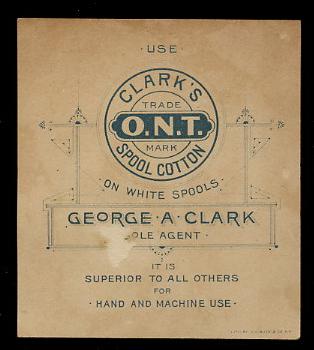 · USE ·
CLARK'S
TRADE
O.N.T.
MARK
SPOOL COTTON
· ON WHITE SPOOLS ·
GEORGE · A · CLARK
OLE AGENT ·
IT IS
SUPERIOR TO ALL OTHERS
FOR
· HAND AND MACHINE USE ·